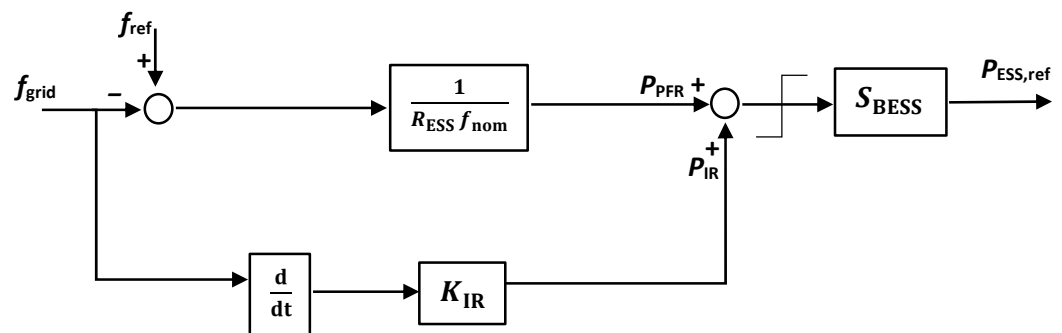 f_ref
+
f_grid
−
1
R_ESS f_nom
P_PFR +
+
P_IR
S_BESS
P_ESS,ref
d
dt
K_IR